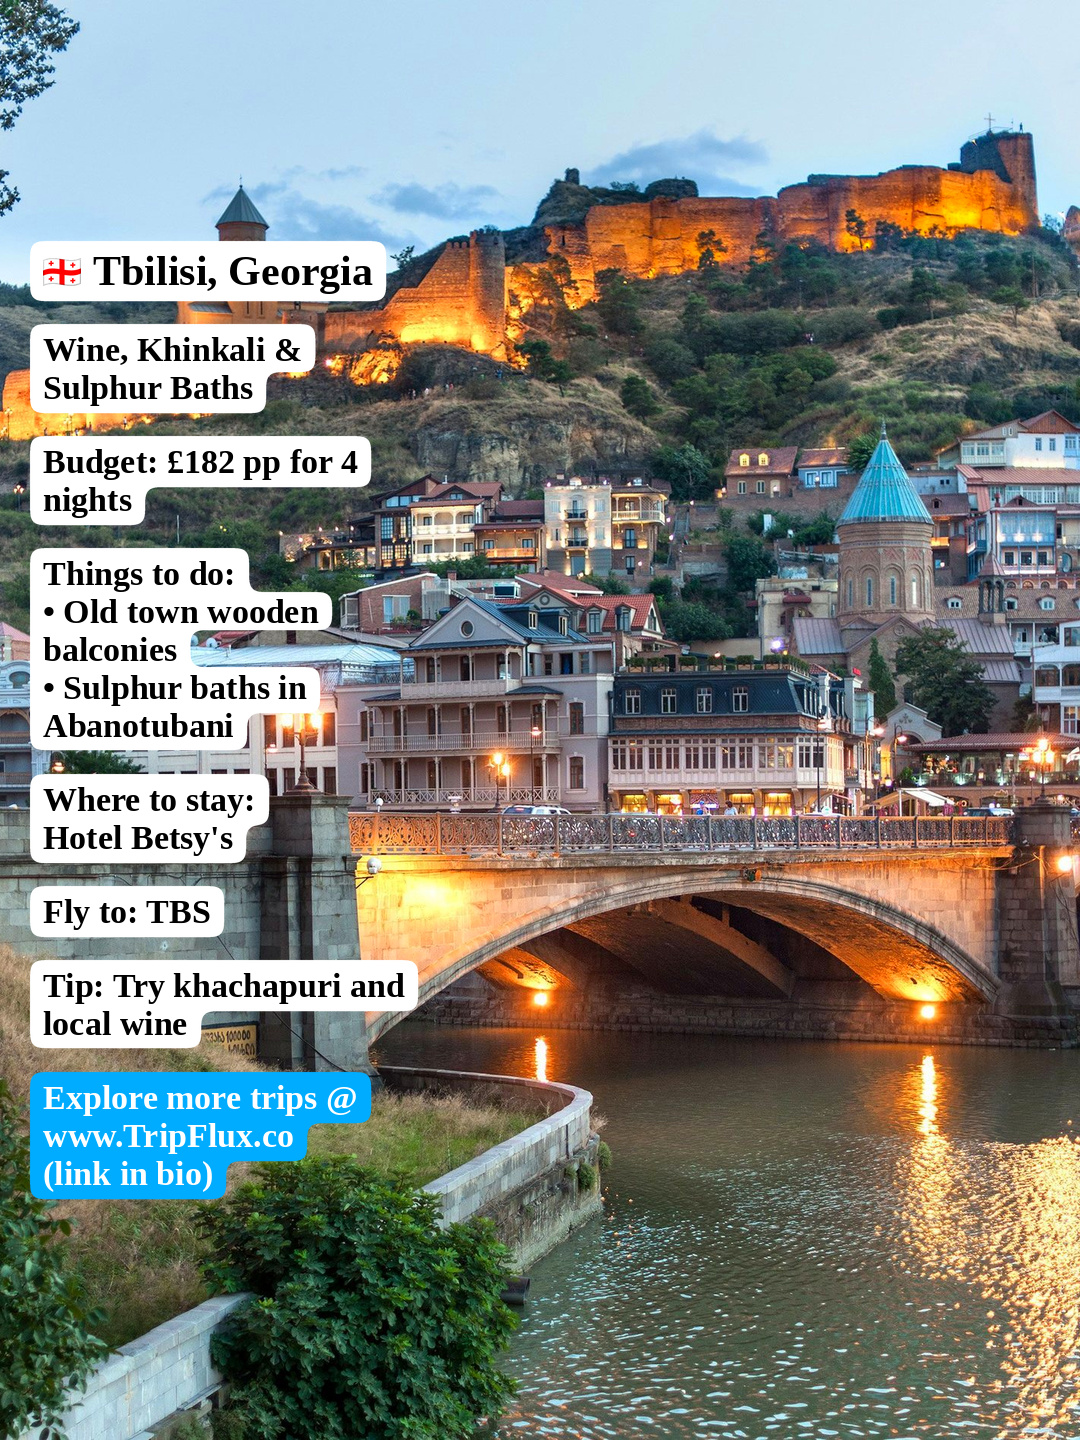 🇬🇪 Tbilisi, Georgia
Wine, Khinkali &
Sulphur Baths
Budget: £182 pp for 4
nights
Things to do:
• Old town wooden
balconies
• Sulphur baths in
Abanotubani
Where to stay:
Hotel Betsy's
Fly to: TBS
Tip: Try khachapuri and
local wine
Explore more trips @
www.TripFlux.co
(link in bio)